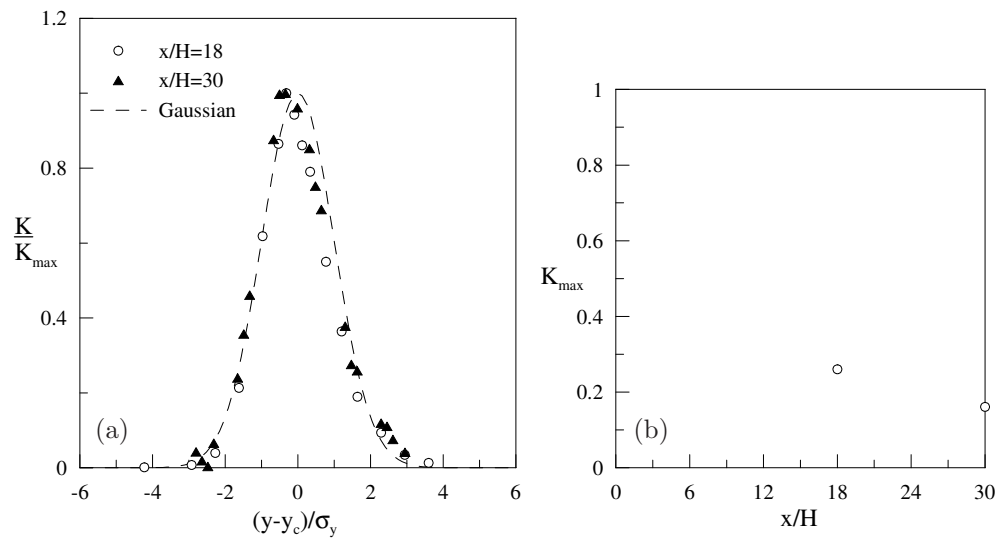 1.2
x/H=18
x/H=30
Gaussian
0.8
K
K_max
0.4
(a)
0
-6 -4 -2 0 2 4 6
(y-y_c)/σ_y
1
0.8
0.6
K_max
0.4
0.2
(b)
0
0 6 12 18 24 30
x/H